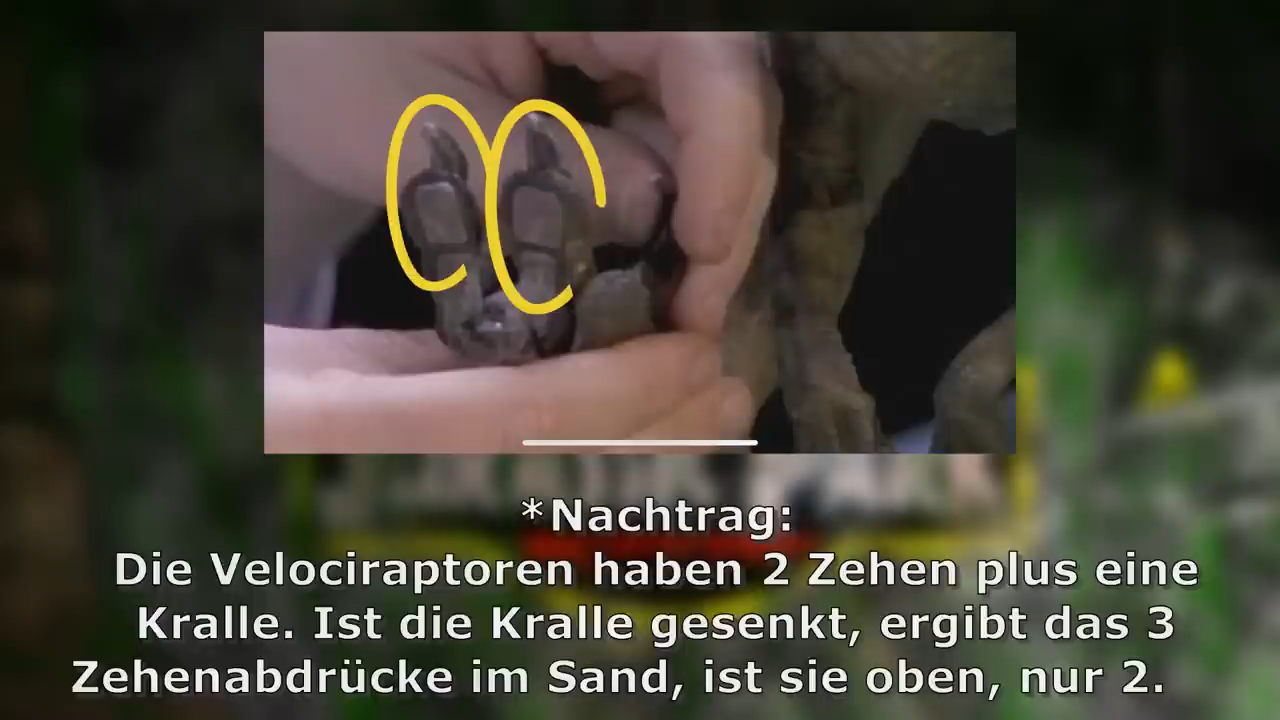 *Nachtrag:
Die Velociraptoren haben 2 Zehen plus eine
Kralle. Ist die Kralle gesenkt, ergibt das 3
Zehenabdrücke im Sand, ist sie oben, nur 2.